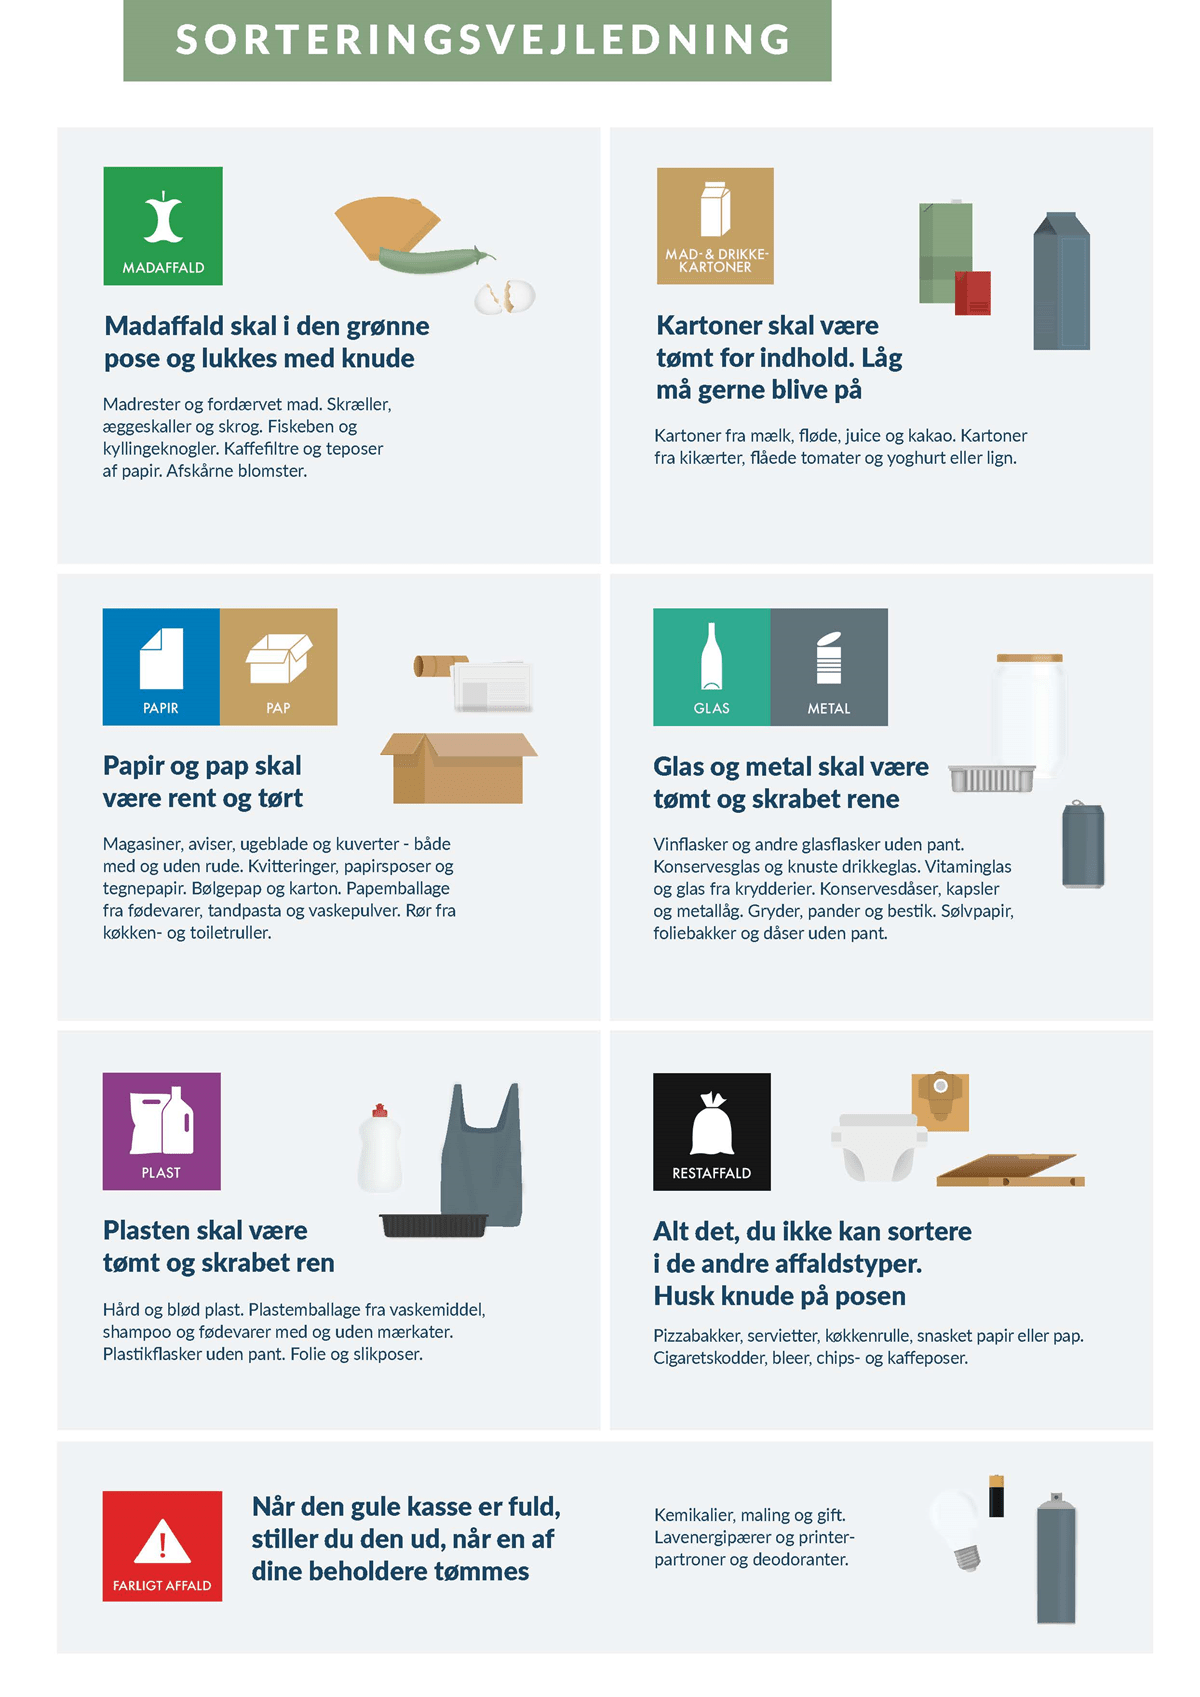 SORTERINGSVEJLEDNING
MADAFFALD
Madaffald skal i den grønne
pose og lukkes med knude
Madrester og fordærvet mad. Skræller,
æggeskaller og skrog. Fiskeben og
kyllingeknogler. Kaffefiltre og teposer
af papir. Afskårne blomster.
MAD- & DRIKKE-
KARTONER
Kartoner skal være
tømt for indhold. Låg
må gerne blive på
Kartoner fra mælk, fløde, juice og kakao. Kartoner
fra kikærter, flåede tomater og yoghurt eller lign.
PAPIR
PAP
Papir og pap skal
være rent og tørt
Magasiner, aviser, ugeblade og kuverter - både
med og uden rude. Kvitteringer, papirsposer og
tegnepapir. Bølgepap og karton. Papemballage
fra fødevarer, tandpasta og vaskepulver. Rør fra
køkken- og toiletruller.
GLAS
METAL
Glas og metal skal være
tømt og skrabet rene
Vinflasker og andre glasflasker uden pant.
Konservesglas og knuste drikkeglas. Vitaminglas
og glas fra krydderier. Konservesdåser, kapsler
og metallåg. Gryder, pander og bestik. Sølvpapir,
foliebakker og dåser uden pant.
PLAST
Plasten skal være
tømt og skrabet ren
Hård og blød plast. Plastemballage fra vaskemiddel,
shampoo og fødevarer med og uden mærkater.
Plastikflasker uden pant. Folie og slikposer.
RESTAFFALD
Alt det, du ikke kan sortere
i de andre affaldstyper.
Husk knude på posen
Pizzabakker, servietter, køkkenrulle, snasket papir eller pap.
Cigaretskodder, bleer, chips- og kaffeposer.
FARLIGT AFFALD
Når den gule kasse er fuld,
stiller du den ud, når en af
dine beholdere tømmes
Kemikalier, maling og gift.
Lavenergipærer og printer-
partroner og deodoranter.